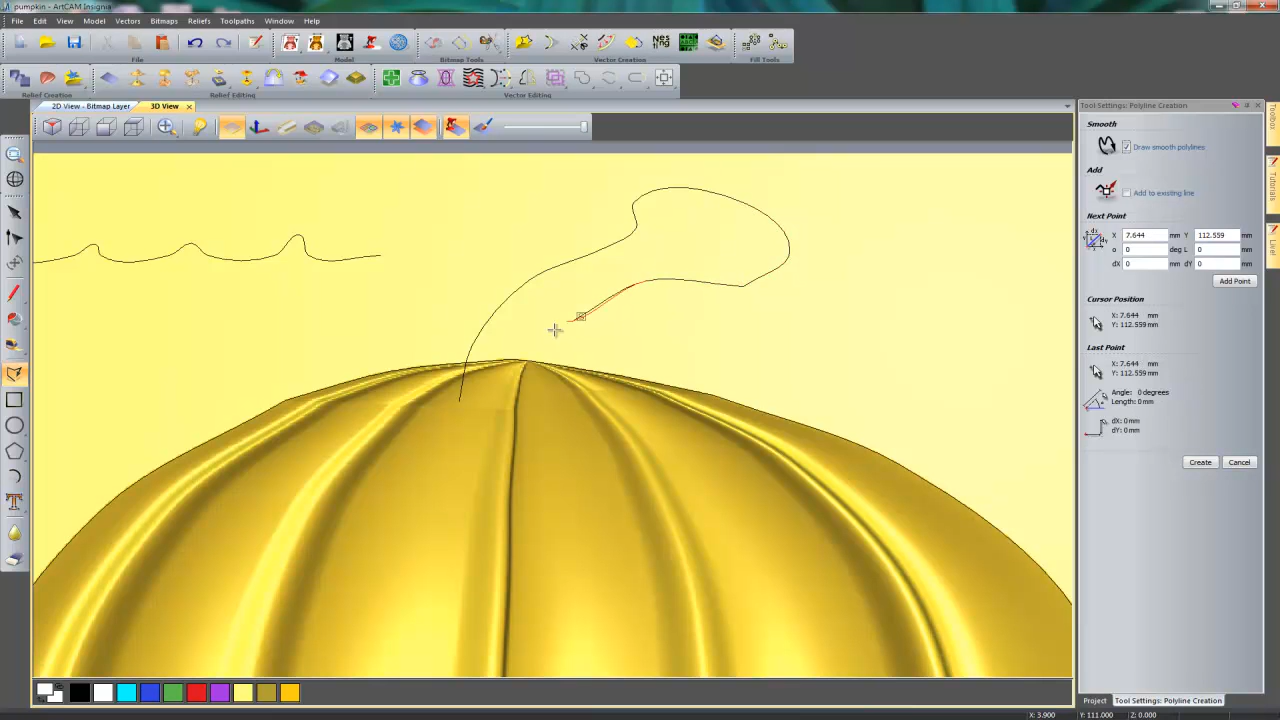 pumpkin - ArtCAM Insignia
File Edit View Model Vectors Bitmaps Reliefs Toolpaths Window Help
File Model Bitmap Tools Vector Creation Fill Tools
NES TING
Relief Creation Relief Editing Vector Editing
2D View - Bitmap Layer 3D View
Tool Settings: Polyline Creation
Smooth
Draw smooth polylines
Add
Add to existing line
Next Point
X 7.644 mm Y 112.559 mm
o 0 deg L 0 mm
dX 0 mm dY 0 mm
Add Point
Cursor Position
X: 7.644 mm
Y: 112.559 mm
Last Point
X: 7.644 mm
Y: 112.559 mm
Angle: 0 degrees
Length: 0 mm
dX: 0 mm
dY: 0 mm
Create Cancel
Toolbox
Tutorials
Live!
T
Project Tool Settings: Polyline Creation
X: 3.900 Y: 111.000 Z: 0.000